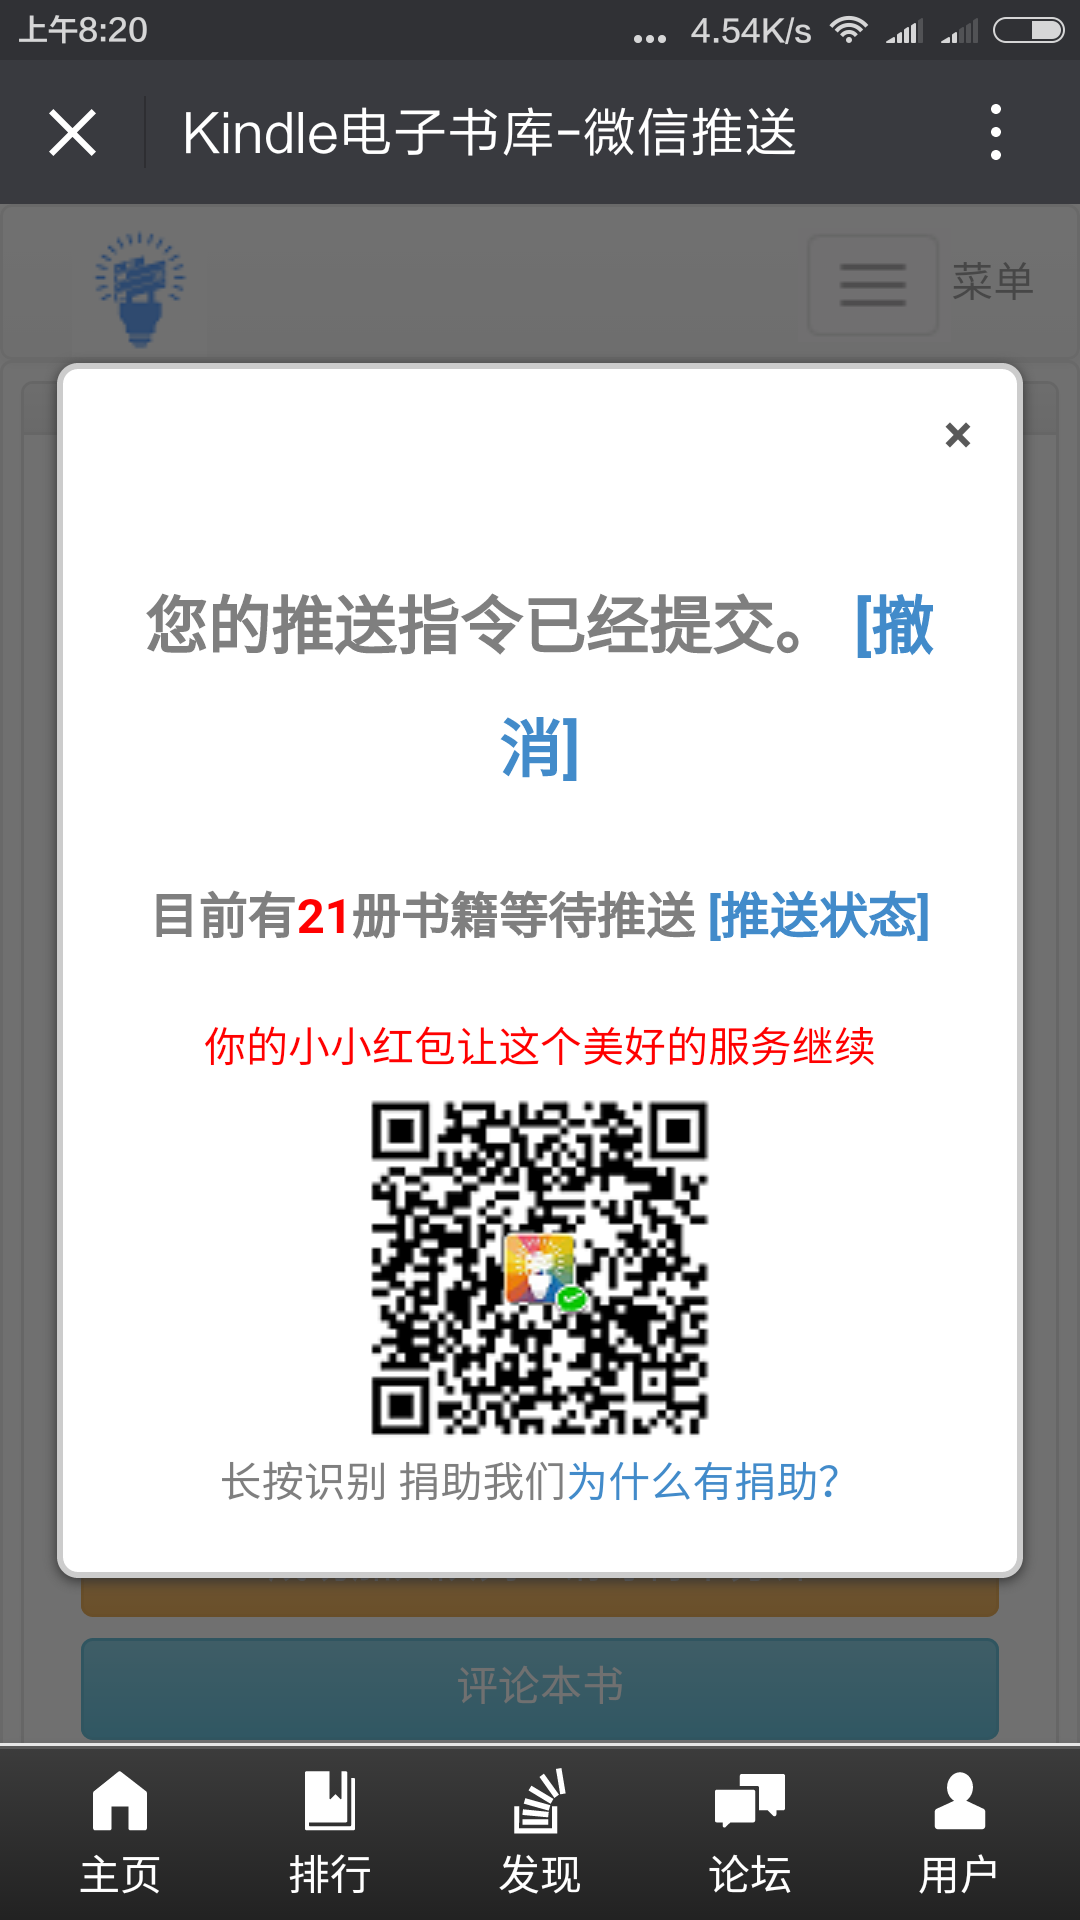 上午8:20
... 4.54K/s
Kindle电子书库-微信推送
菜单
×
您的推送指令已经提交。 [撤
消]
目前有21册书籍等待推送 [推送状态]
你的小小红包让这个美好的服务继续
长按识别 捐助我们为什么有捐助?
评论本书
主页 排行 发现 论坛 用户